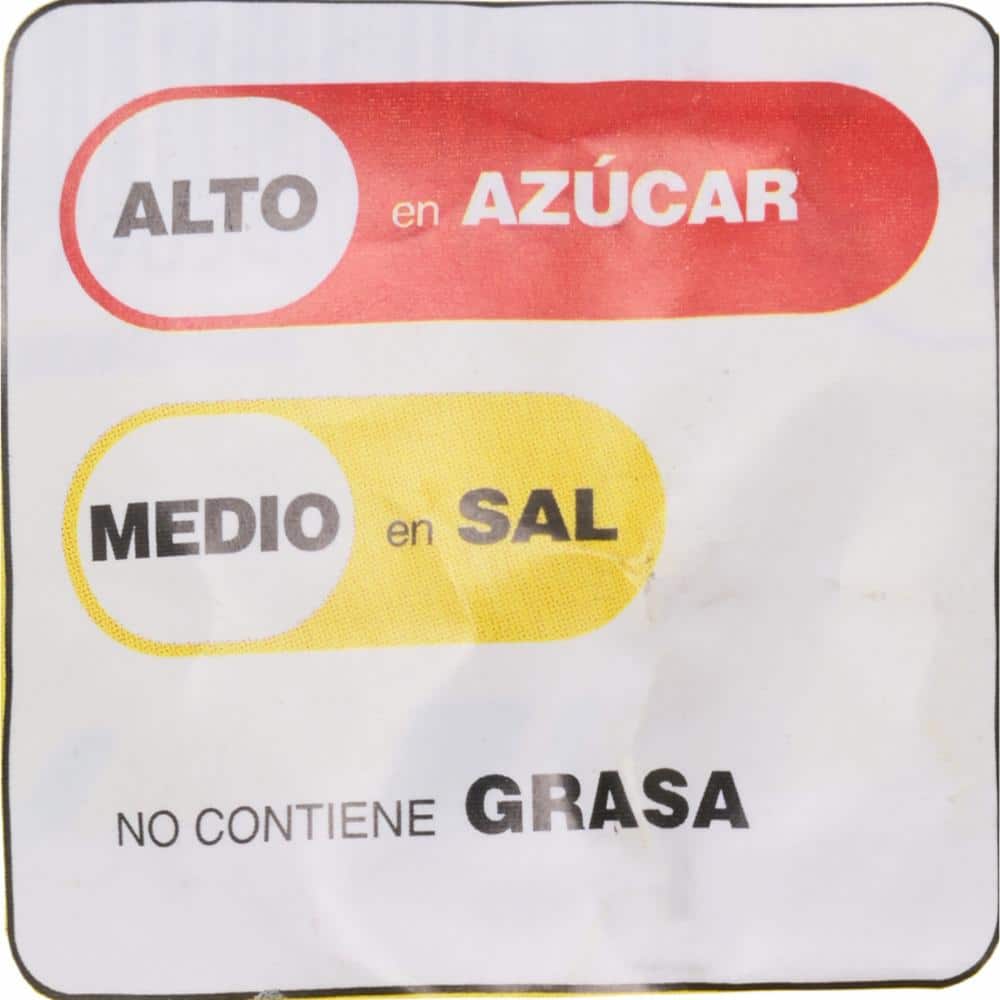 ALTO en AZÚCAR
MEDIO en SAL
NO CONTIENE GRASA